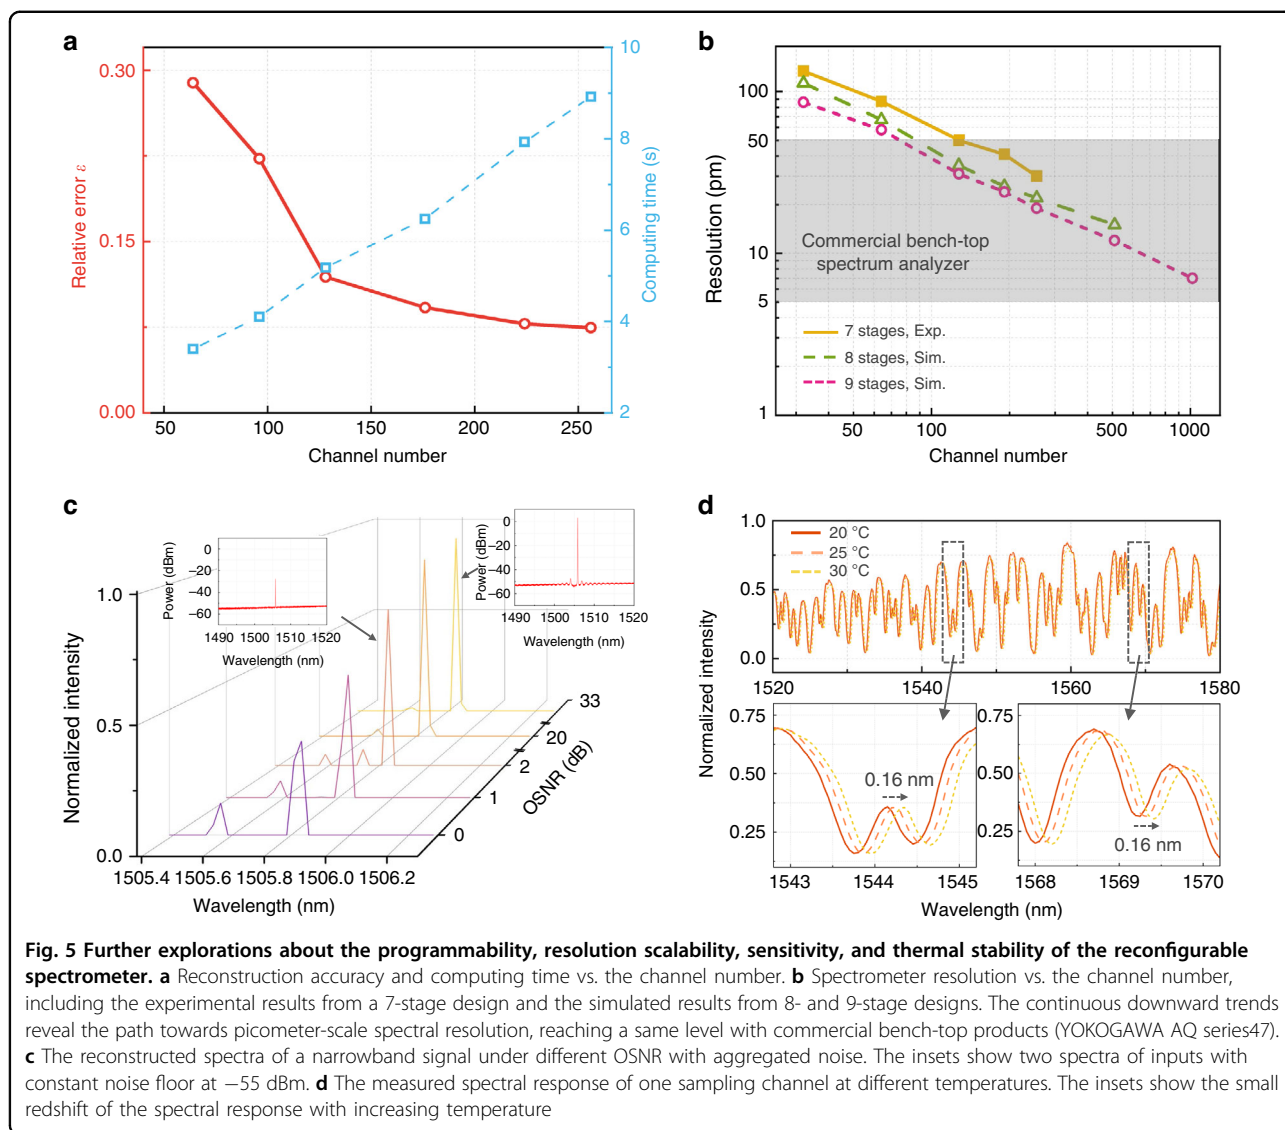 a
0.30
0.15
0.00
Relative error ε
10
8
6
4
2
Computing time (s)
50
100
150
200
250
Channel number
b
100
50
10
5
1
Resolution (pm)
Commercial bench-top
spectrum analyzer
7 stages, Exp.
8 stages, Sim.
9 stages, Sim.
50
100
500
1000
Channel number
c
1.0
0.5
0.0
Normalized intensity
Power (dBm)
0
−20
−40
−60
1490 1500 1510 1520
Wavelength (nm)
Power (dBm)
0
−20
−40
−60
1490 1500 1510 1520
Wavelength (nm)
33
20
2
1
0
OSNR (dB)
1505.4 1505.6 1505.8 1506.0 1506.2
Wavelength (nm)
d
1.0
0.5
0.0
20 °C
25 °C
30 °C
1520
1540
1560
1580
Normalized intensity
0.75
0.50
0.25
0.16 nm
1543
1544
1545
0.75
0.50
0.25
0.16 nm
1568
1569
1570
Wavelength (nm)
Fig. 5 Further explorations about the programmability, resolution scalability, sensitivity, and thermal stability of the reconfigurable
spectrometer. a Reconstruction accuracy and computing time vs. the channel number. b Spectrometer resolution vs. the channel number,
including the experimental results from a 7-stage design and the simulated results from 8- and 9-stage designs. The continuous downward trends
reveal the path towards picometer-scale spectral resolution, reaching a same level with commercial bench-top products (YOKOGAWA AQ series47).
c The reconstructed spectra of a narrowband signal under different OSNR with aggregated noise. The insets show two spectra of inputs with
constant noise floor at −55 dBm. d The measured spectral response of one sampling channel at different temperatures. The insets show the small
redshift of the spectral response with increasing temperature